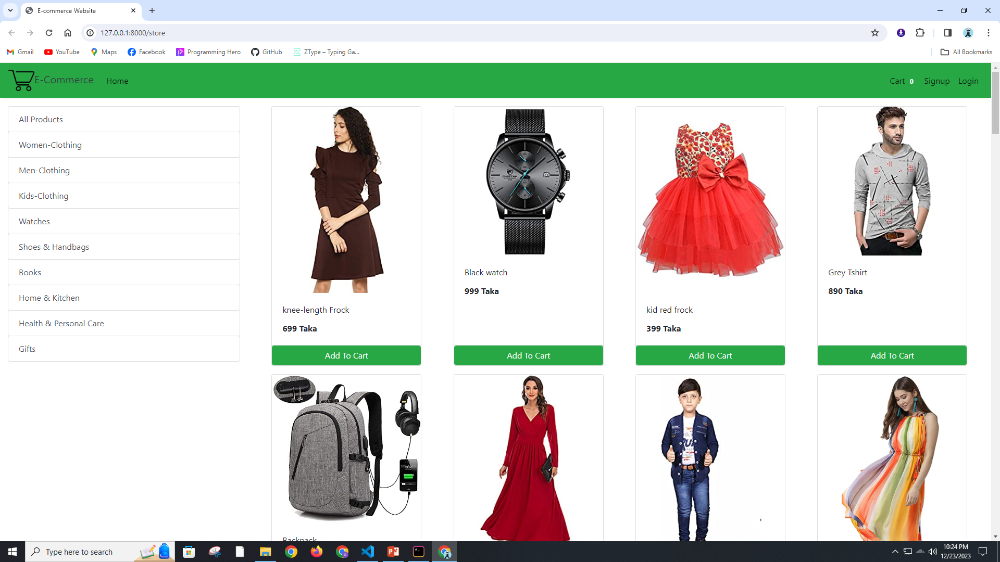 E-commerce Website
127.0.0.1:8000/store
Gmail
YouTube
Maps
Facebook
Programming Hero
GitHub
ZType – Typing Ga...
All Bookmarks
E-Commerce
Home
Cart 0
Signup
Login
All Products
Women-Clothing
Men-Clothing
Kids-Clothing
Watches
Shoes & Handbags
Books
Home & Kitchen
Health & Personal Care
Gifts
knee-length Frock
699 Taka
Add To Cart
CHEETAH
Black watch
999 Taka
Add To Cart
kid red frock
399 Taka
Add To Cart
Grey Tshirt
890 Taka
Add To Cart
Backpack
Type here to search
10:24 PM
12/23/2023